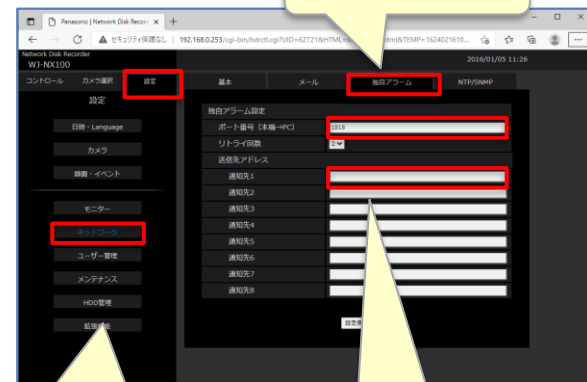 Panasonic | Network Disk Recor
アセキュリティ保護なし
192.168.0.253/cgi-bin/hdrctl.cgi?UID=62721&HTML=
html&TEMP=1624021610...
Network Disk Recorder
WJ-NX100
2016/01/05 11:26
コントロール カメラ選択 設定
基本 メール 独自アラーム NTP/SNMP
設定
日時・Language
カメラ
録画・イベント
モニター
ネットワーク
ユーザー管理
メンテナンス
HDD管理
独自アラーム設定
ポート番号（本機→PC） 1818
リトライ回数 2
送信先アドレス
通知先1
通知先2
通知先3
通知先4
通知先5
通知先6
通知先7
通知先8